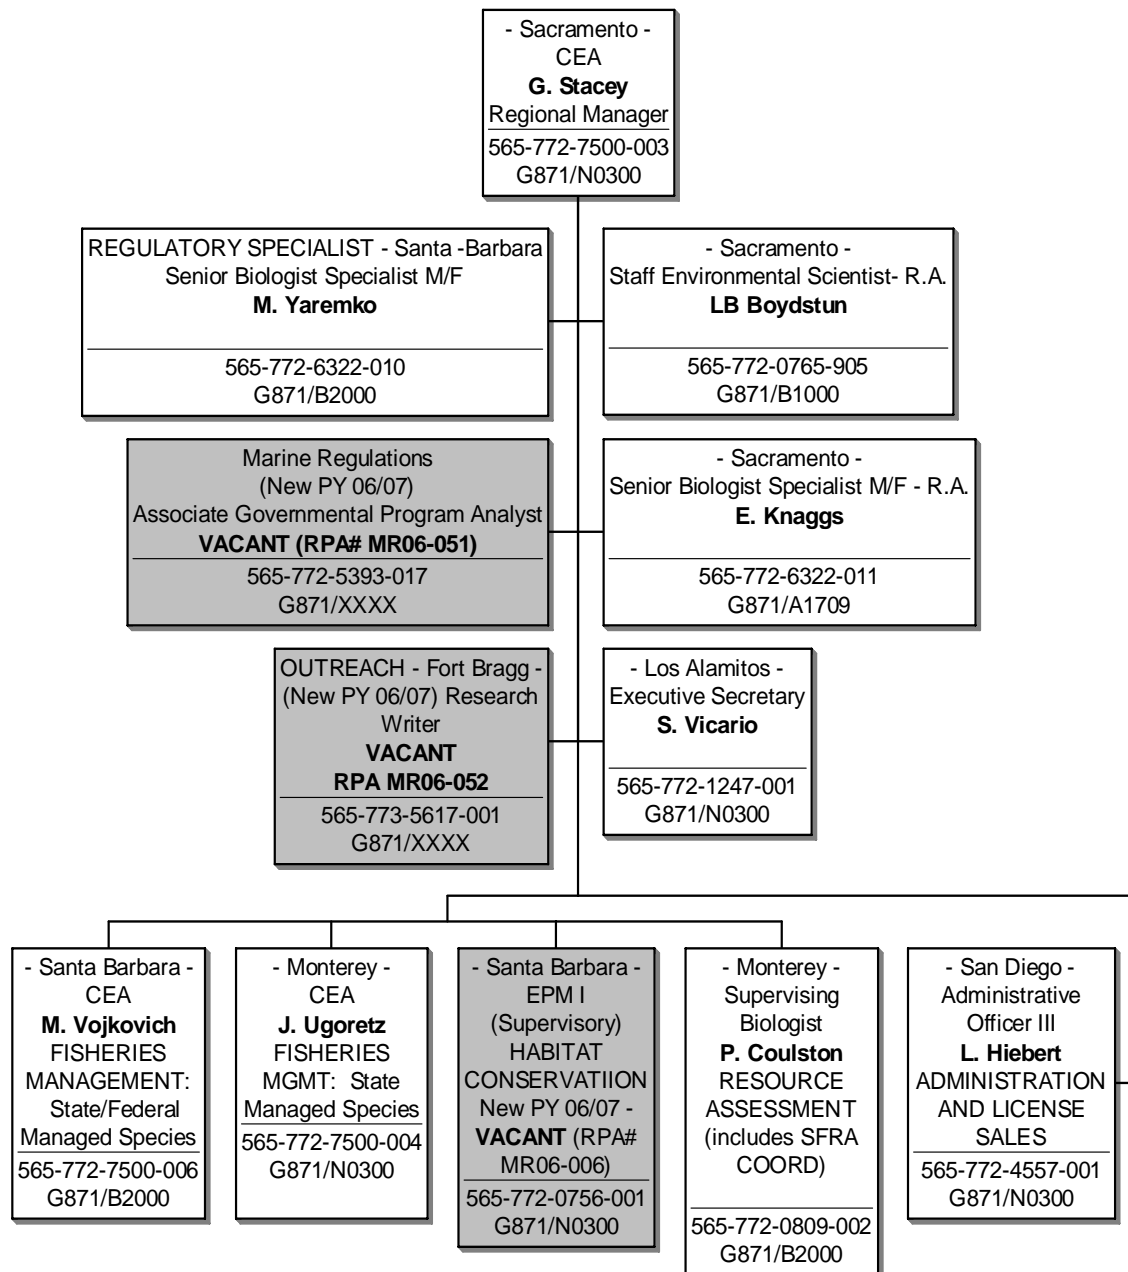 - Sacramento -
CEA
G. Stacey
Regional Manager
565-772-7500-003
G871/N0300
REGULATORY SPECIALIST - Santa -Barbara
Senior Biologist Specialist M/F
M. Yaremko
565-772-6322-010
G871/B2000
- Sacramento -
Staff Environmental Scientist- R.A.
LB Boydstun
565-772-0765-905
G871/B1000
Marine Regulations
(New PY 06/07)
Associate Governmental Program Analyst
VACANT (RPA# MR06-051)
565-772-5393-017
G871/XXXX
- Sacramento -
Senior Biologist Specialist M/F - R.A.
E. Knaggs
565-772-6322-011
G871/A1709
OUTREACH - Fort Bragg -
(New PY 06/07) Research
Writer
VACANT
RPA MR06-052
565-773-5617-001
G871/XXXX
- Los Alamitos -
Executive Secretary
S. Vicario
565-772-1247-001
G871/N0300
- Santa Barbara -
CEA
M. Vojkovich
FISHERIES
MANAGEMENT:
State/Federal
Managed Species
565-772-7500-006
G871/B2000
- Monterey -
CEA
J. Ugoretz
FISHERIES
MGMT: State
Managed Species
565-772-7500-004
G871/N0300
- Santa Barbara -
EPM I
(Supervisory)
HABITAT
CONSERVATIION
New PY 06/07 -
VACANT (RPA#
MR06-006)
565-772-0756-001
G871/N0300
- Monterey -
Supervising
Biologist
P. Coulston
RESOURCE
ASSESSMENT
(includes SFRA
COORD)
565-772-0809-002
G871/B2000
- San Diego -
Administrative
Officer III
L. Hiebert
ADMINISTRATION
AND LICENSE
SALES
565-772-4557-001
G871/N0300